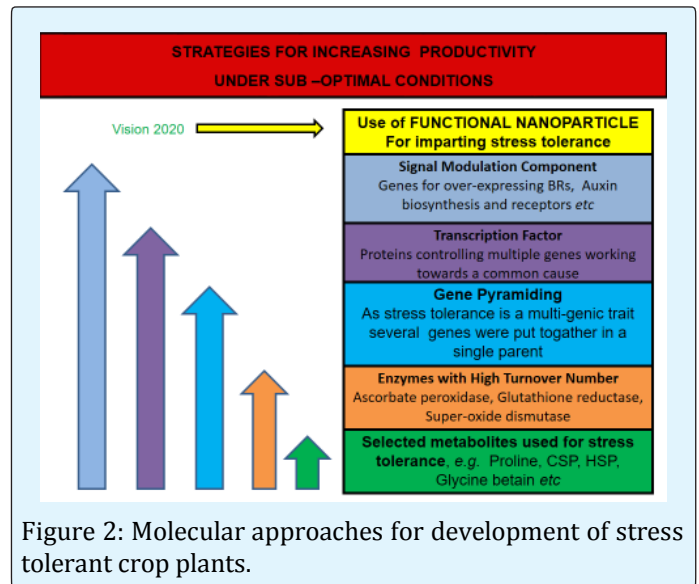 STRATEGIES FOR INCREASING PRODUCTIVITY
UNDER SUB –OPTIMAL CONDITIONS
Vision 2020
Use of FUNCTIONAL NANOPARTICLE
For imparting stress tolerance
Signal Modulation Component
Genes for over-expressing BRs, Auxin
biosynthesis and receptors etc
Transcription Factor
Proteins controlling multiple genes working
towards a common cause
Gene Pyramiding
As stress tolerance is a multi-genic trait
several genes were put togather in a
single parent
Enzymes with High Turnover Number
Ascorbate peroxidase, Glutathione reductase,
Super-oxide dismutase
Selected metabolites used for stress
tolerance, e.g. Proline, CSP, HSP,
Glycine betain etc
Figure 2: Molecular approaches for development of stress
tolerant crop plants.